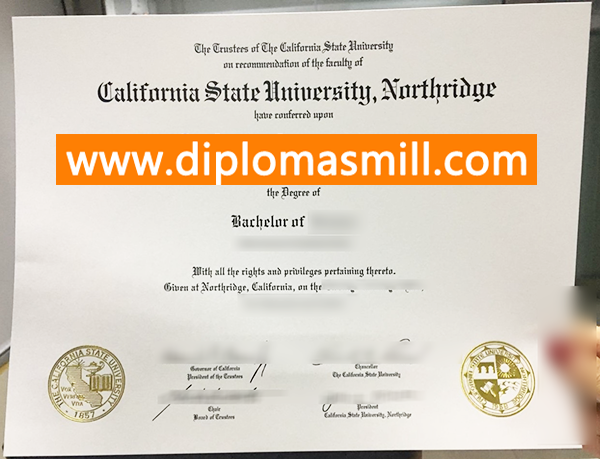 The Trustees of The California State University
on recommendation of the faculty of
California State University, Northridge
have conferred upon
www.diplomasmill.com
the Degree of
Bachelor of
With all the rights and privileges pertaining thereto.
Given at Northridge, California, on the
Governor of California
President of the Trustees
Chancellor
The California State University
Chair
Board of Trustees
President
California State University, Northridge
THE CALIFORNIA STATE UNIVERSITY
VOX
VERITAS
VITA
1857